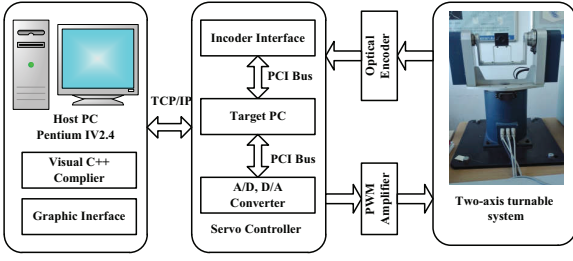 Host PC
Pentium IV2.4
Visual C++
Complier
Graphic Inerface
TCP/IP
Incoder Interface
PCI Bus
Target PC
PCI Bus
A/D, D/A
Converter
Servo Controller
Optical
Encoder
PWM
Amplifier
Two-axis turnable
system